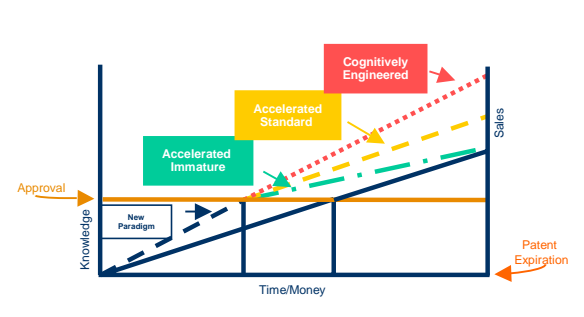 Cognitively
Engineered
Accelerated
Standard
Sales
Accelerated
Immature
Approval
New
Paradigm
Knowledge
Patent
Expiration
Time/Money